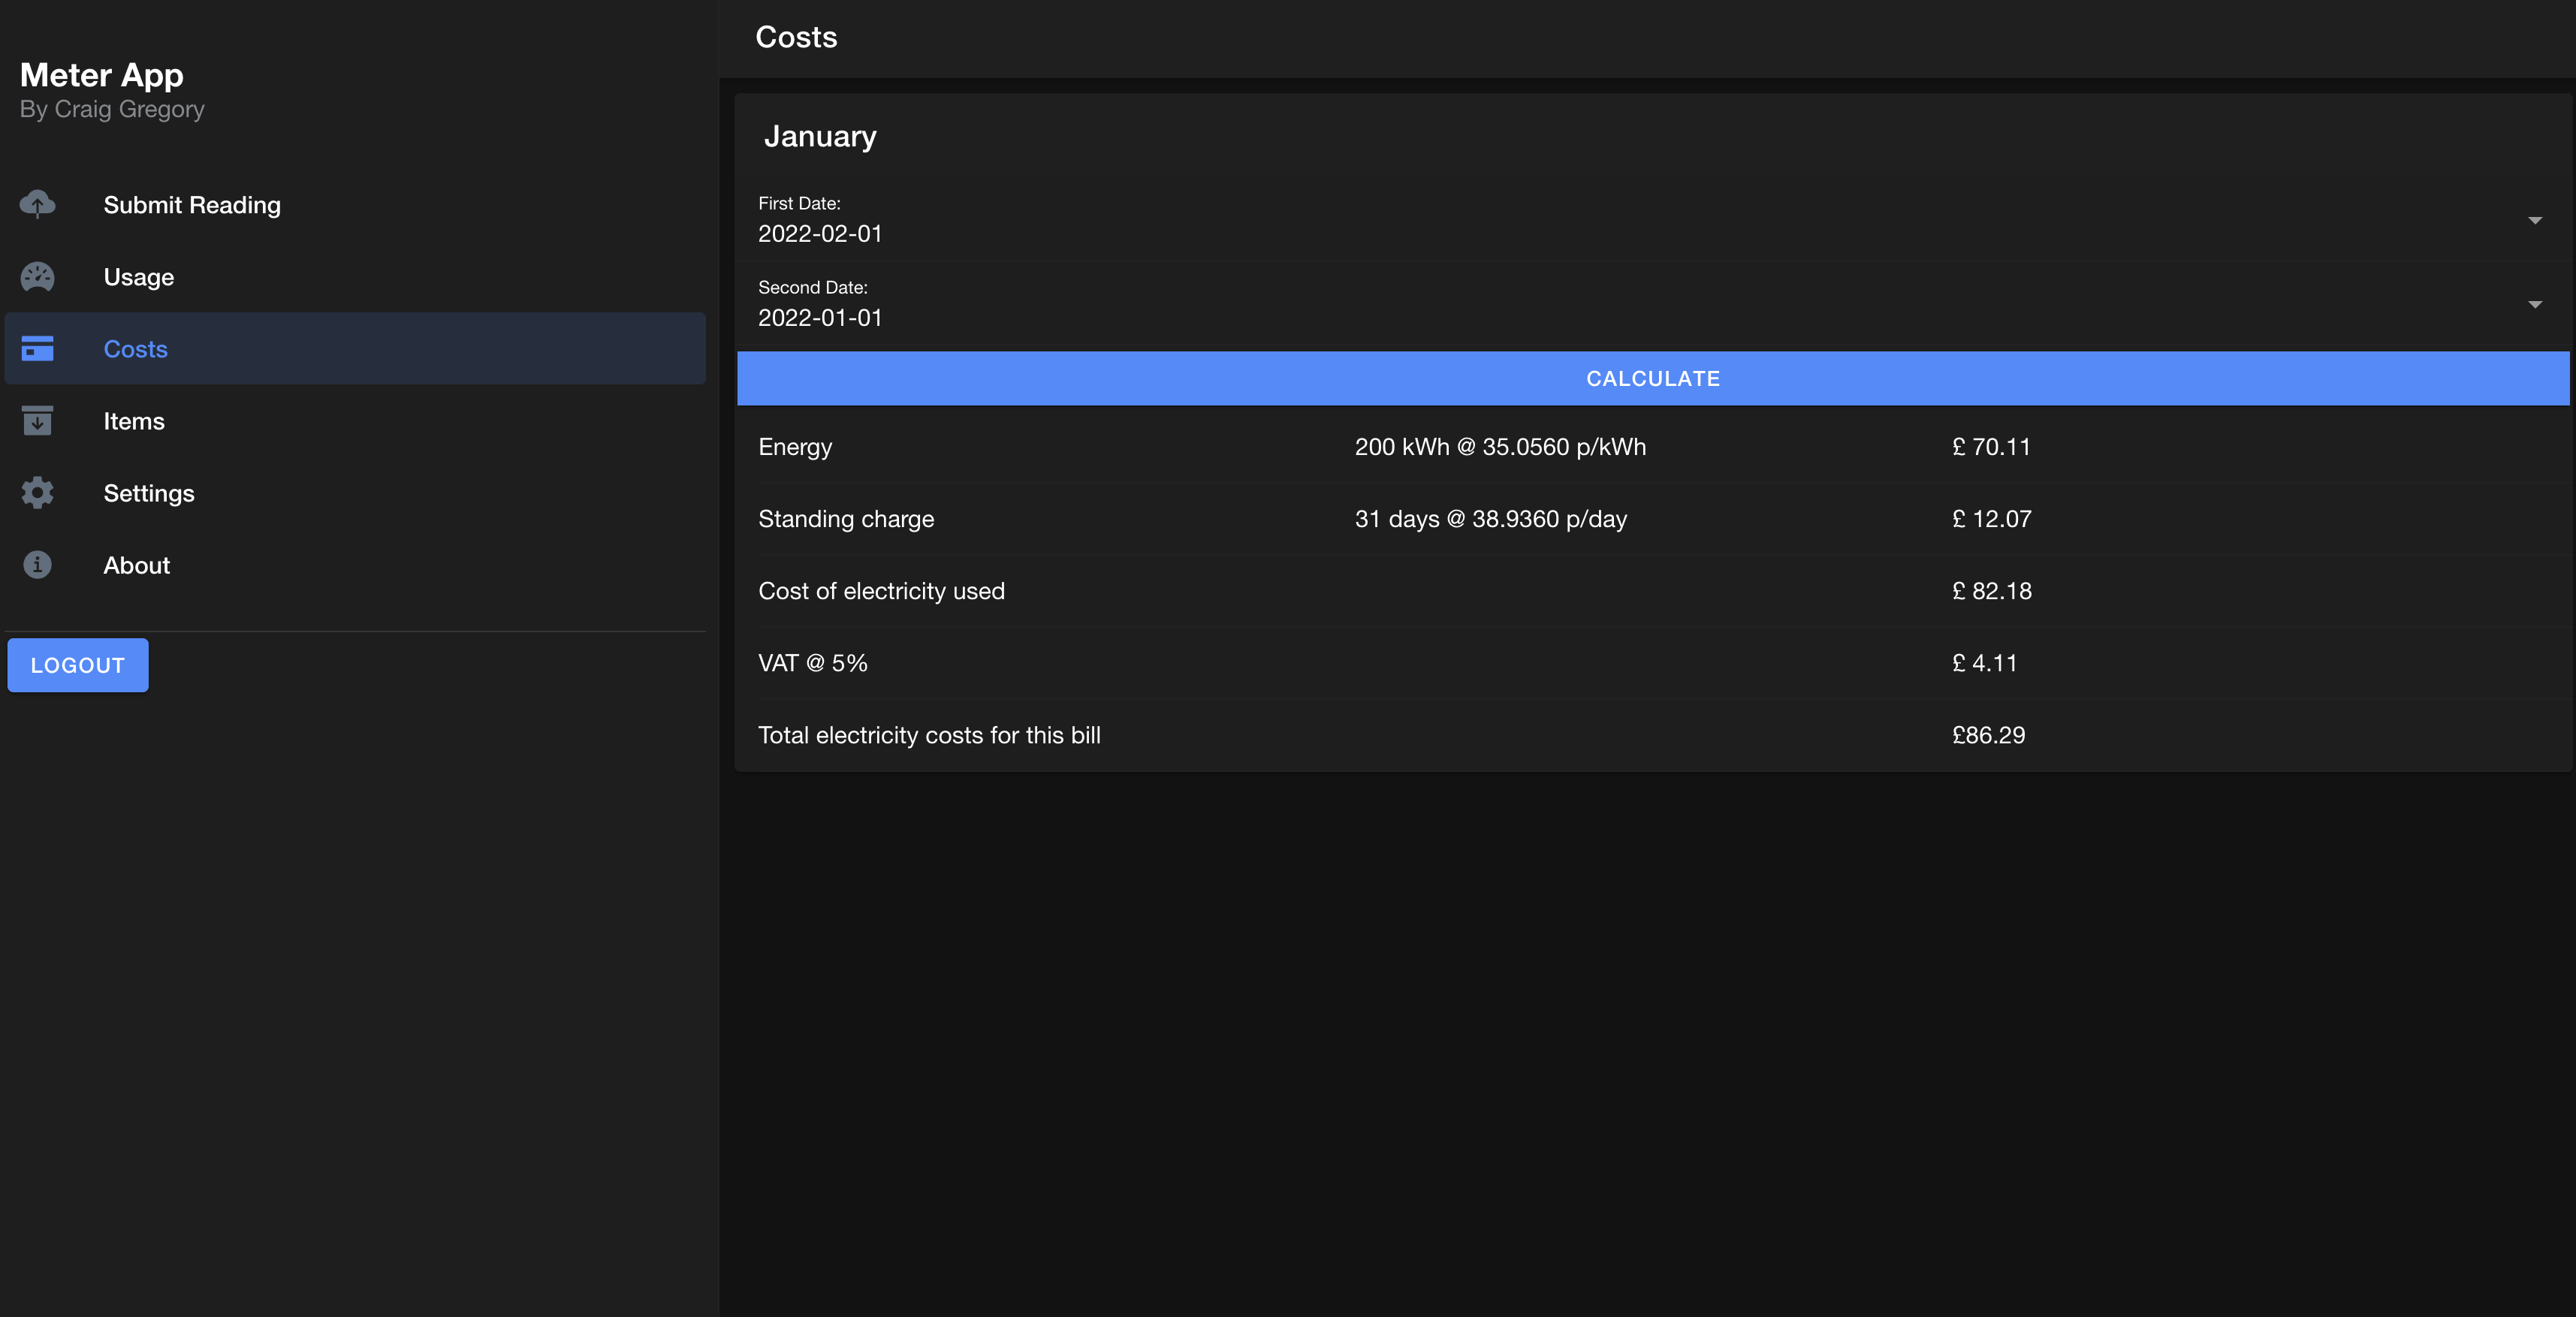 Meter App
By Craig Gregory
Submit Reading
Usage
Costs
Items
Settings
About
LOGOUT
Costs
January
First Date:
2022-02-01
Second Date:
2022-01-01
CALCULATE
Energy 200 kWh @ 35.0560 p/kWh £ 70.11
Standing charge 31 days @ 38.9360 p/day £ 12.07
Cost of electricity used £ 82.18
VAT @ 5% £ 4.11
Total electricity costs for this bill £86.29